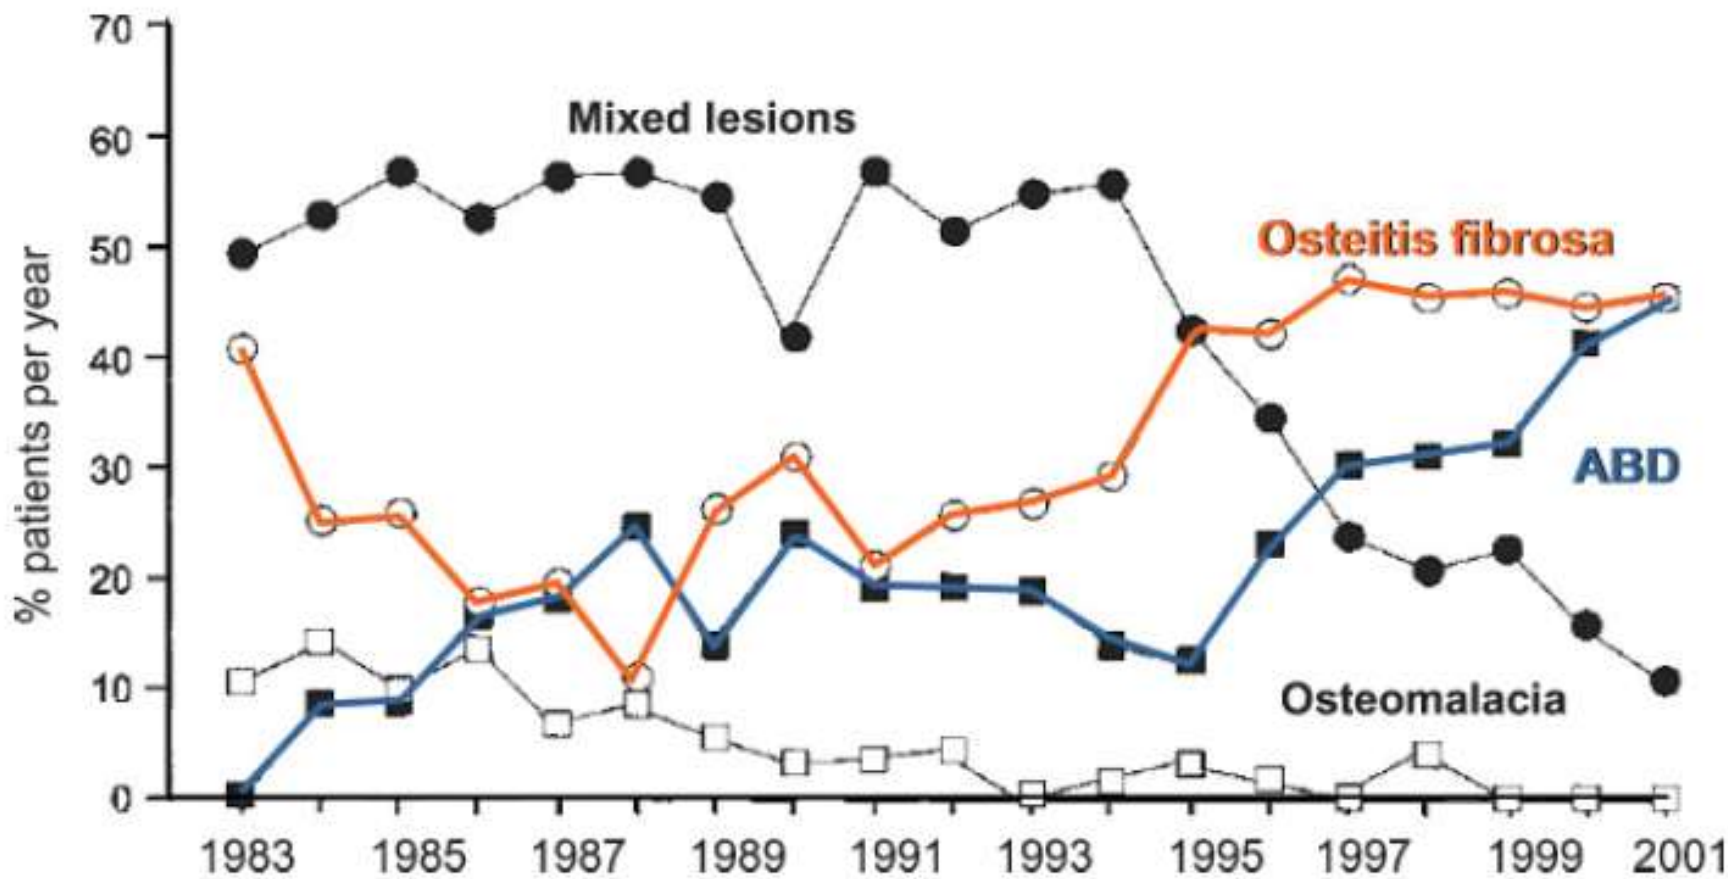 70
60
50
40
30
20
10
0
% patients per year
Mixed lesions
Osteitis fibrosa
ABD
Osteomalacia
1983 1985 1987 1989 1991 1993 1995 1997 1999 2001